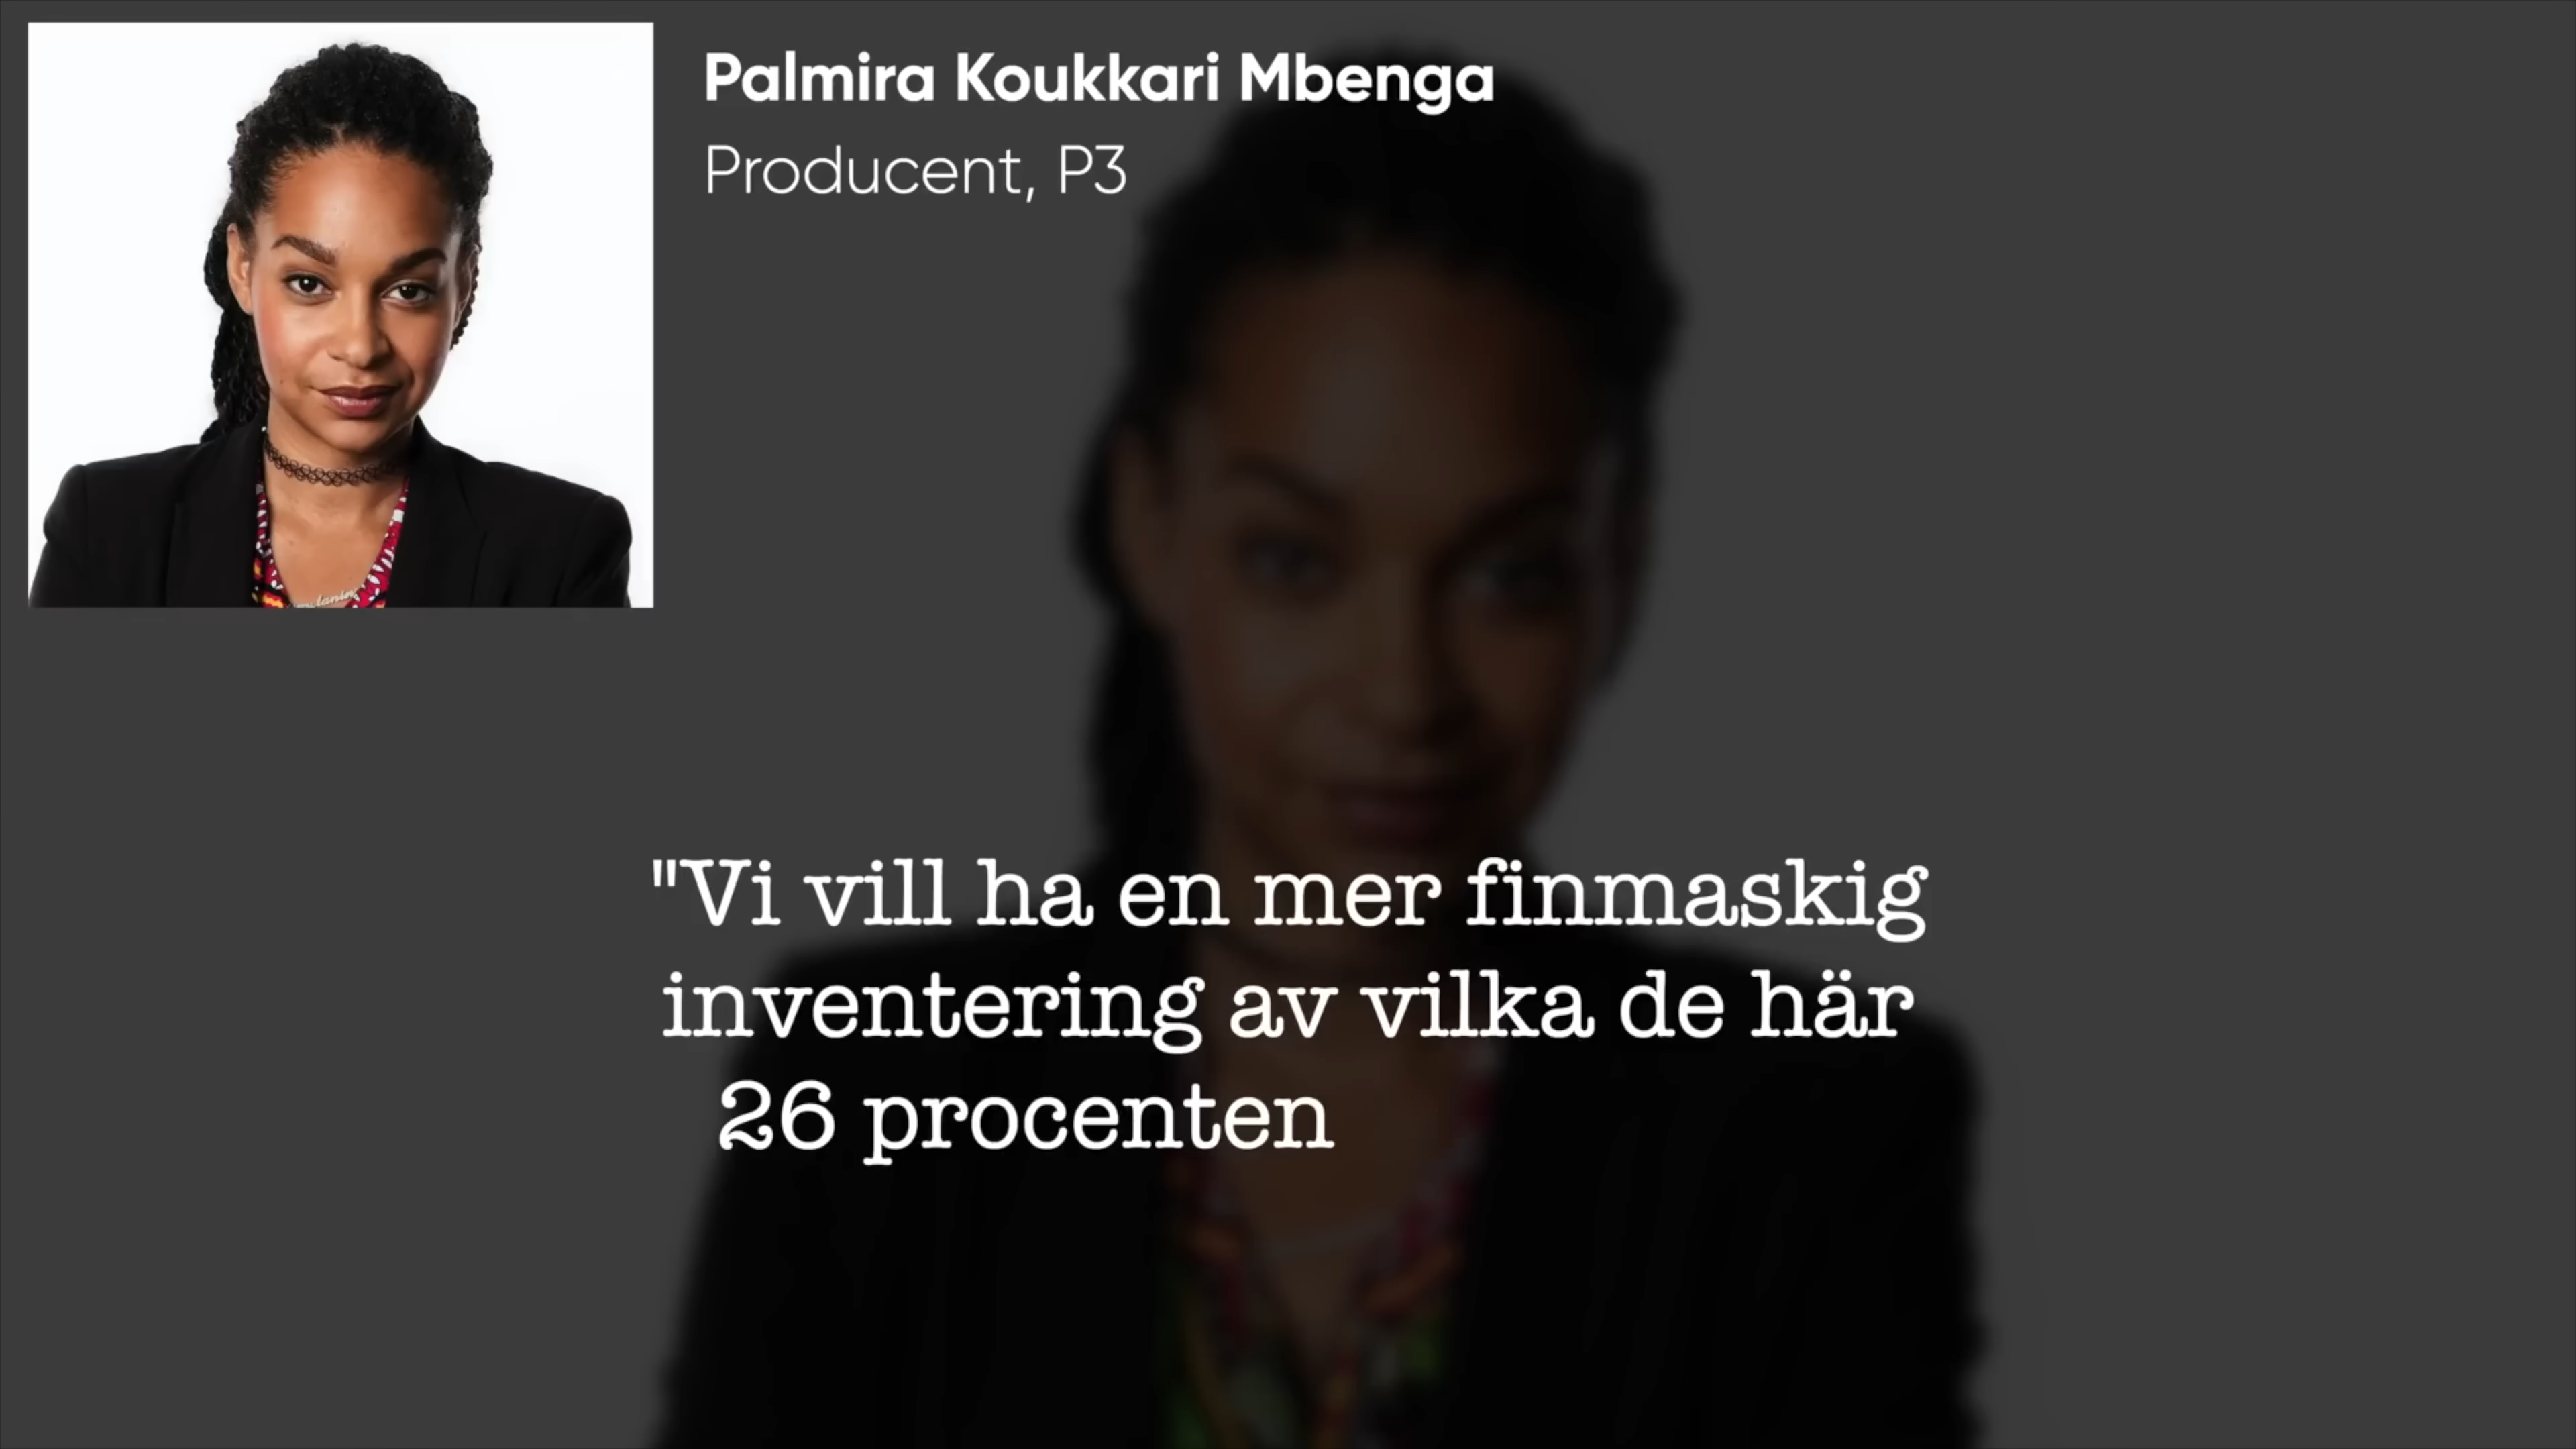 Palmira Koukkari Mbenga
Producent, P3
"Vi vill ha en mer finmaskig
inventering av vilka de här
26 procenten